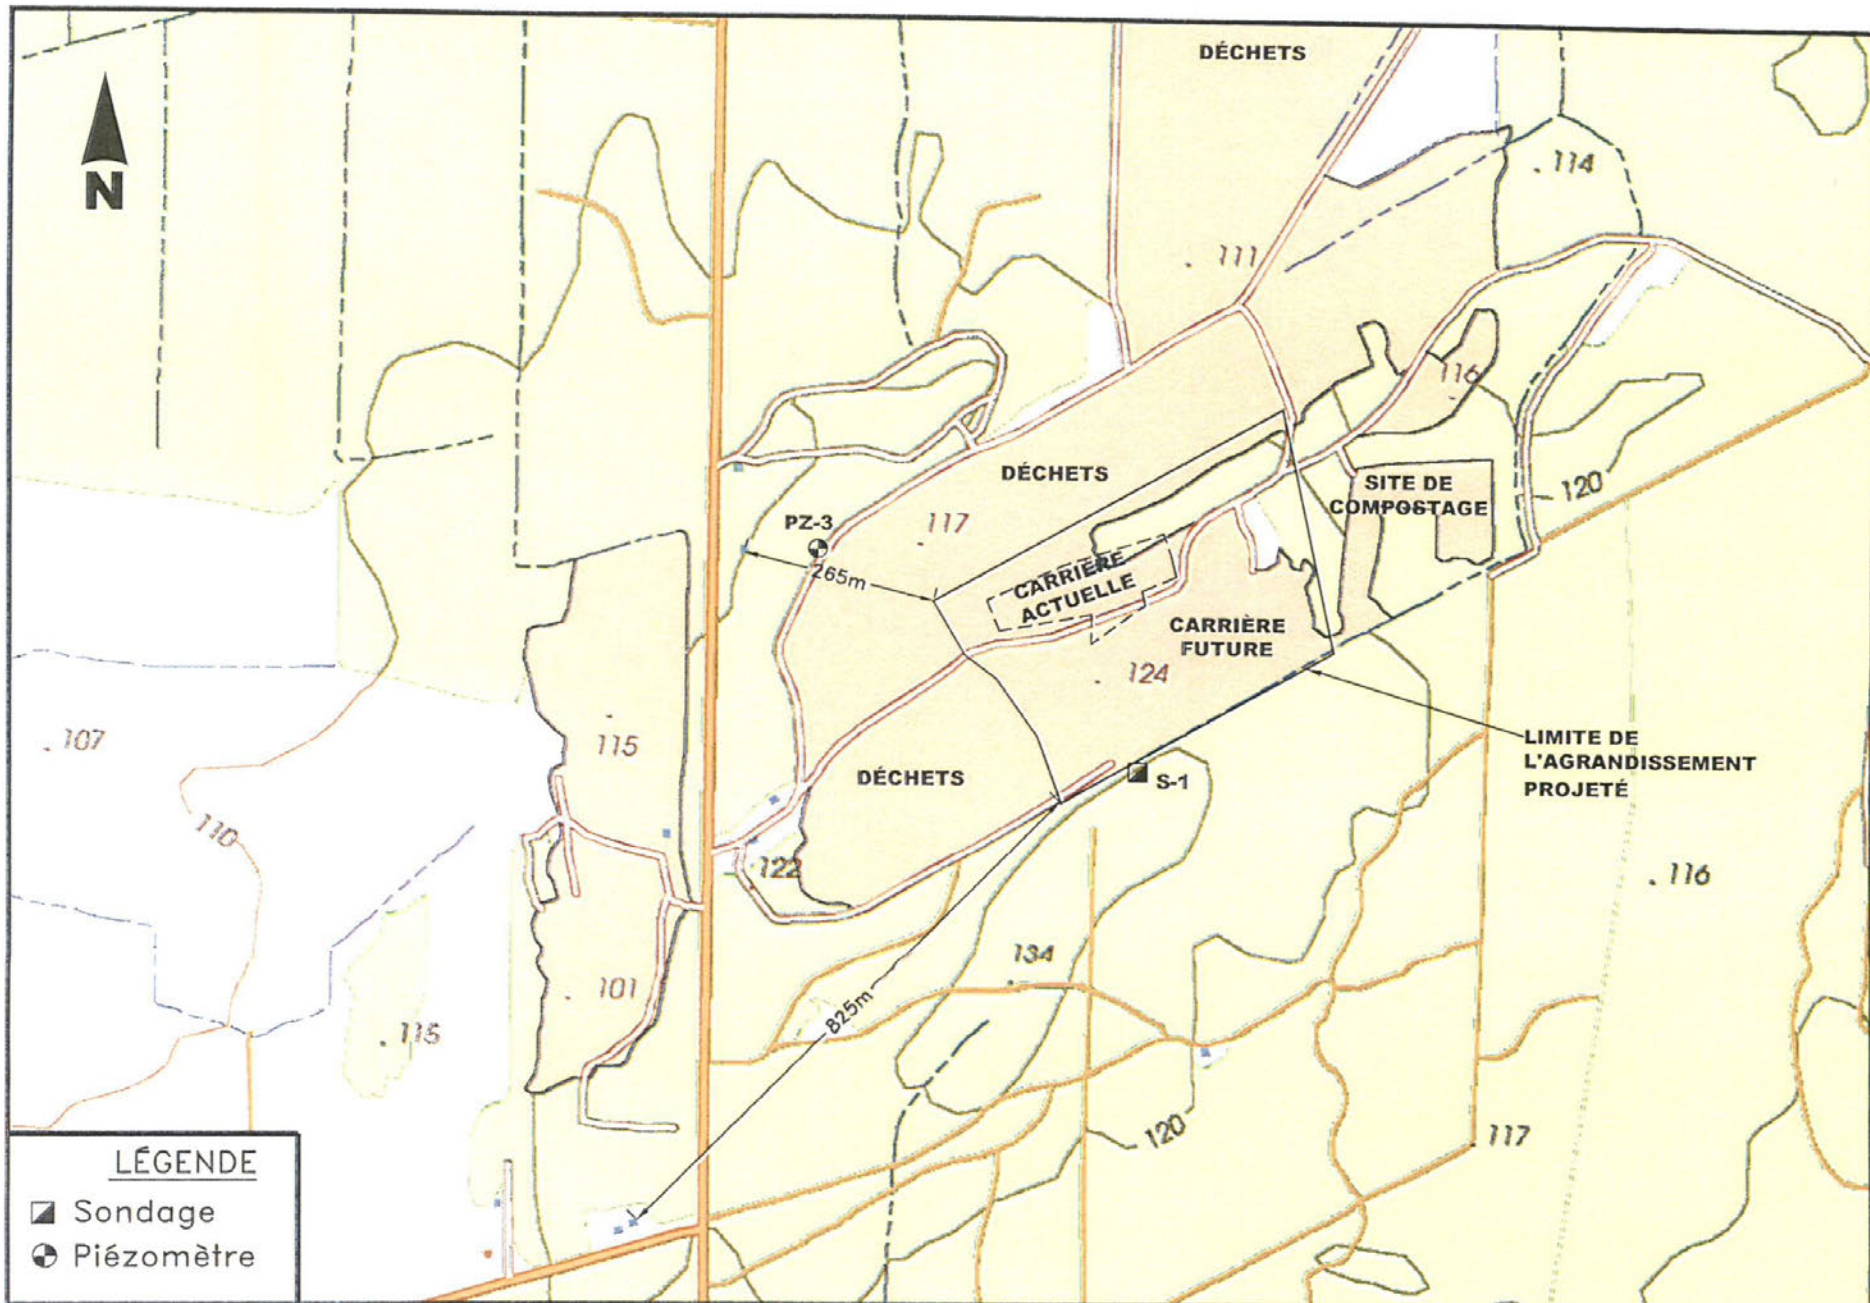 DÉCHETS
N
114
111
116
DÉCHETS
SITE DE
COMPOSTAGE
120
PZ-3
117
265m
CARRIÈRE
ACTUELLE
CARRIÈRE
FUTURE
124
107
115
LIMITE DE
L'AGRANDISSEMENT
PROJETÉ
DÉCHETS
S-1
110
122
116
134
101
825m
115
120
117
LÉGENDE
Sondage
Piézomètre